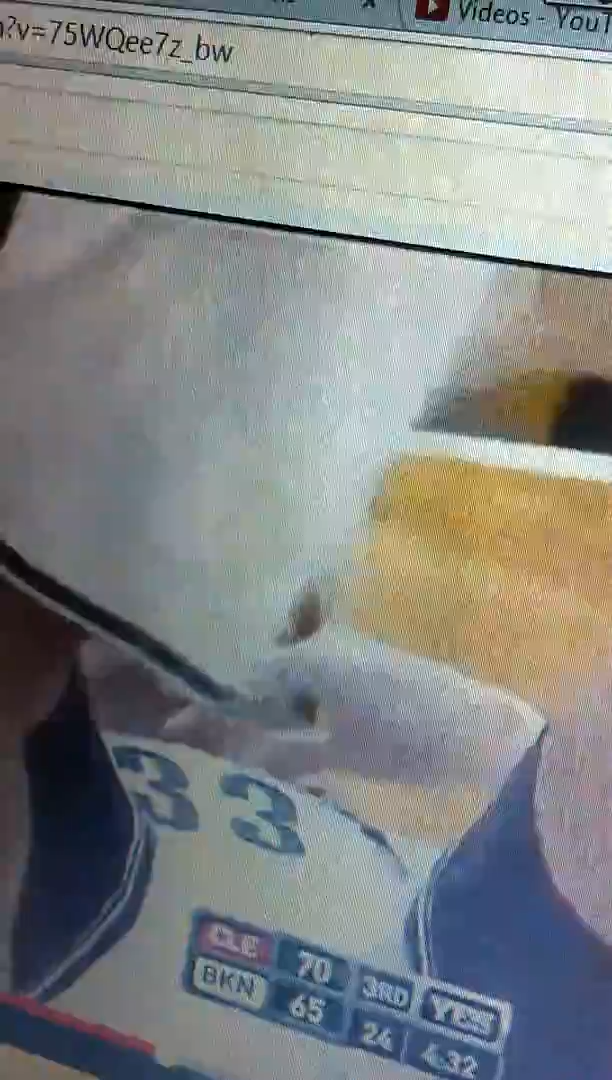 Videos - YouT
?v=75WQee7z_bw
33
CLE 70 3RD YES
BKN 65 24 4:32